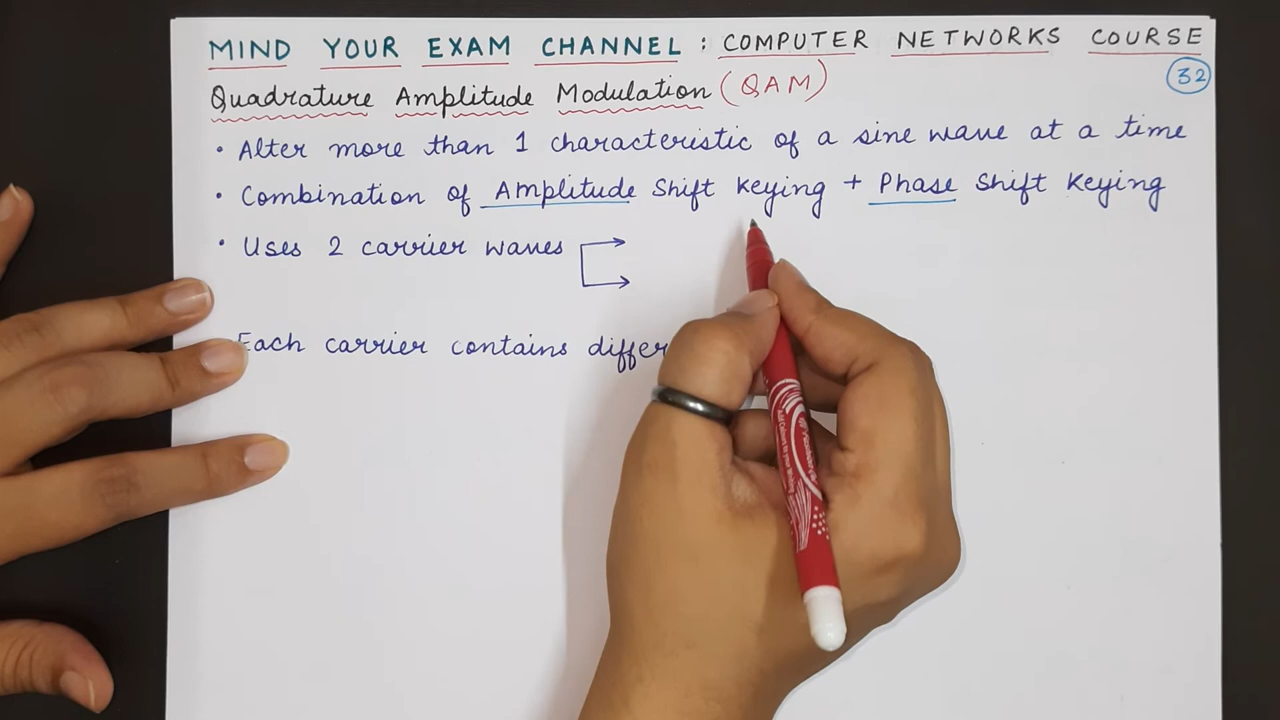 MIND YOUR EXAM CHANNEL : COMPUTER NETWORKS COURSE
32
Quadrature Amplitude Modulation (QAM)
• Alter more than 1 characteristic of a sine wave at a time
• Combination of Amplitude Shift Keying + Phase Shift Keying
• Uses 2 carrier waves
Each carrier contains differ